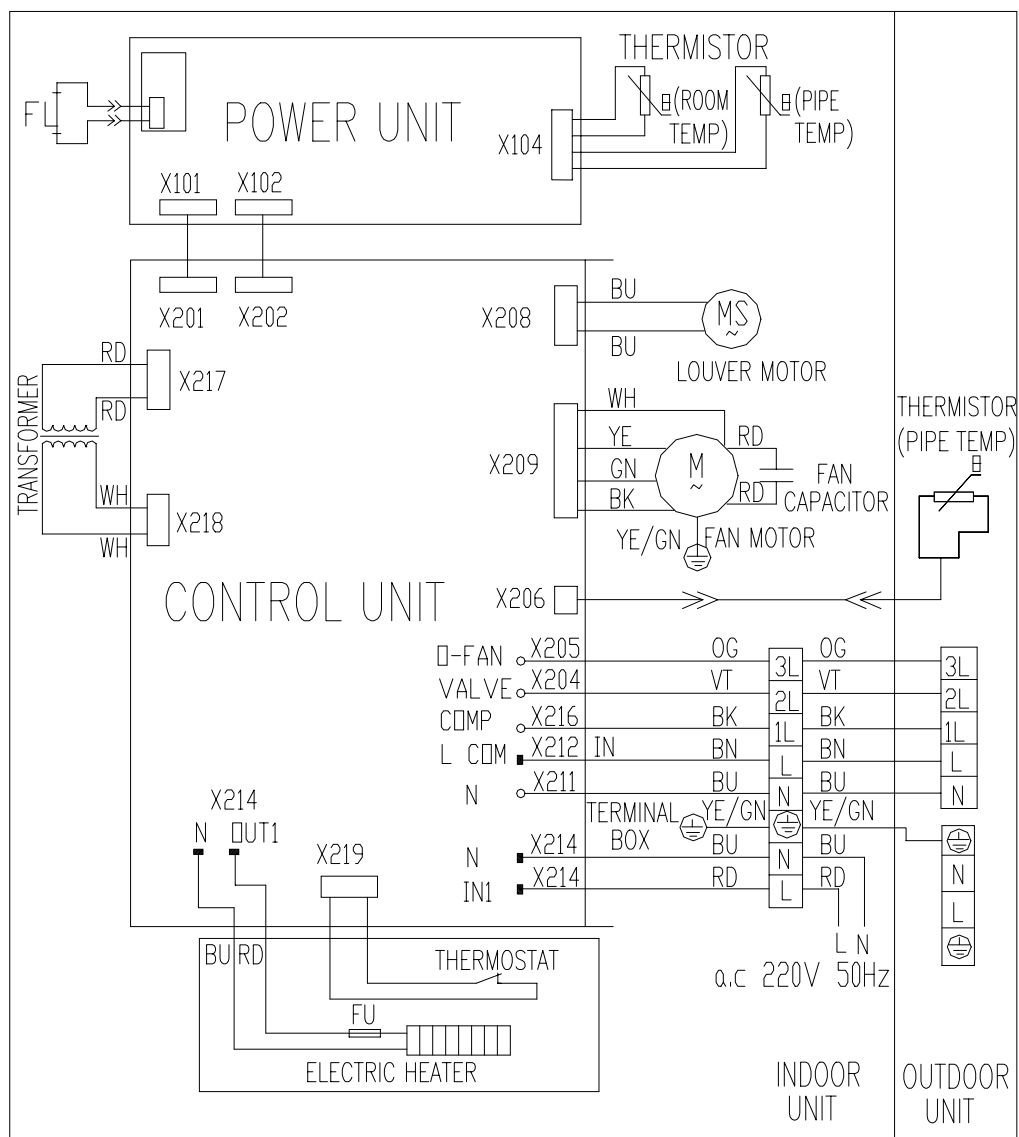 THERMISTOR
FU
POWER UNIT
(ROOM TEMP)
(PIPE TEMP)
X104
X101
X102
X201
X202
X208
BU
BU
MS
~
LOUVER MOTOR
TRANSFORMER
RD
RD
X217
WH
WH
X218
X209
WH
YE
GN
BK
M
~
RD
RD
FAN
CAPACITOR
YE/GN
FAN MOTOR
THERMISTOR
(PIPE TEMP)
CONTROL UNIT
X206
O-FAN X205 OG 3L OG 3L
VALVE X204 VT 2L VT 2L
COMP X216 BK 1L BK 1L
L COM X212 IN BN L BN L
N X211 BU N BU N
TERMINAL
BOX
YE/GN YE/GN
N X214 BU N BU N
IN1 X214 RD L RD L
X214
N OUT1
X219
L N
a.c 220V 50Hz
BU RD
THERMOSTAT
FU
ELECTRIC HEATER
INDOOR
UNIT
OUTDOOR
UNIT